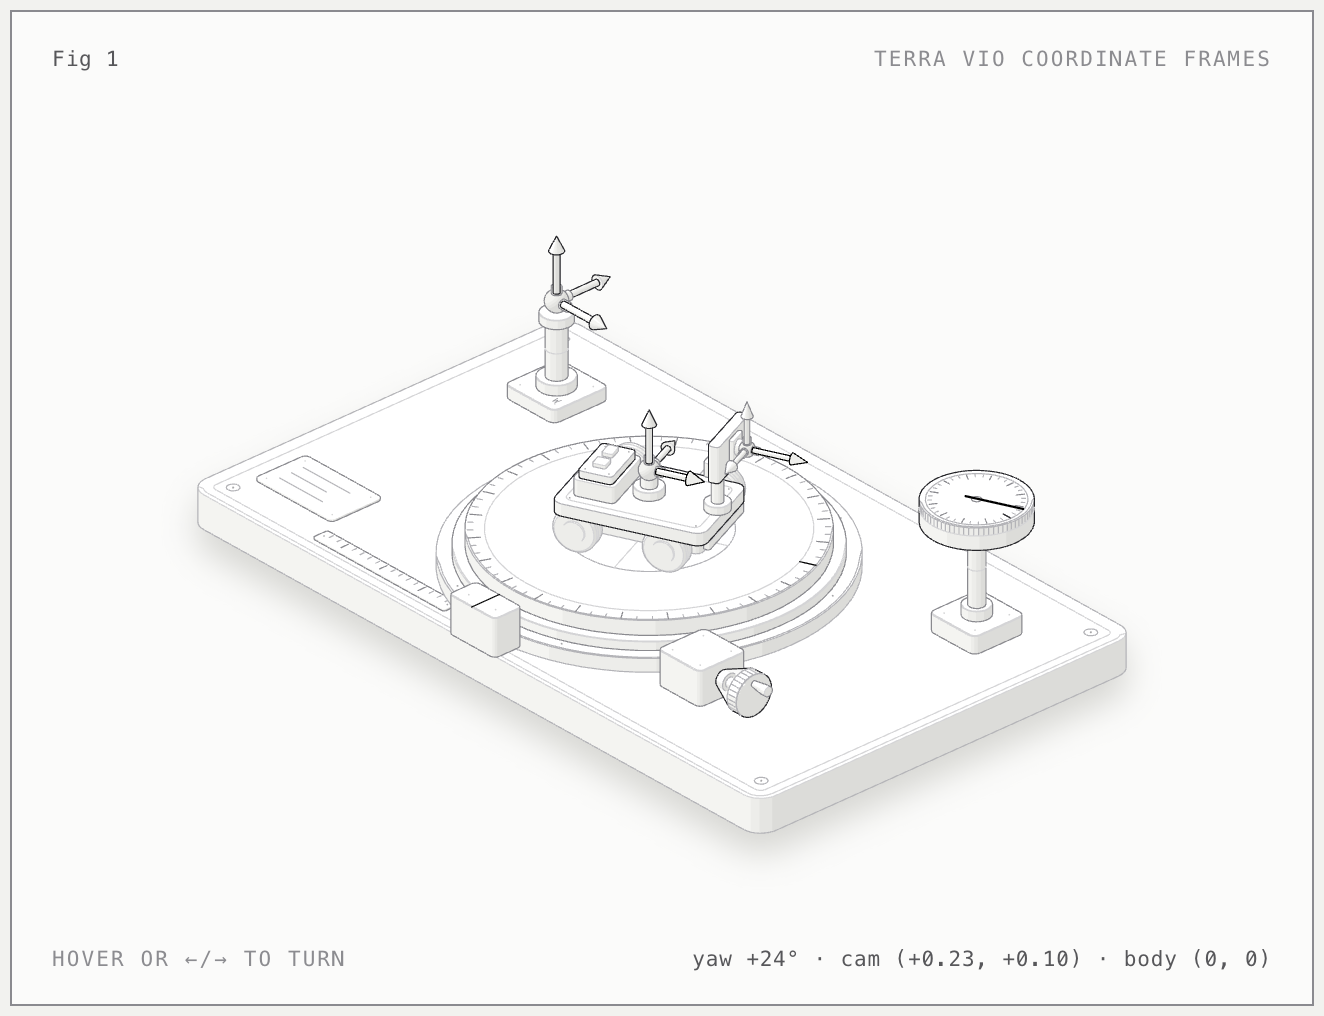 Fig 1
TERRA VIO COORDINATE FRAMES
W
HOVER OR ←/→ TO TURN
yaw +24° · cam (+0.23, +0.10) · body (0, 0)